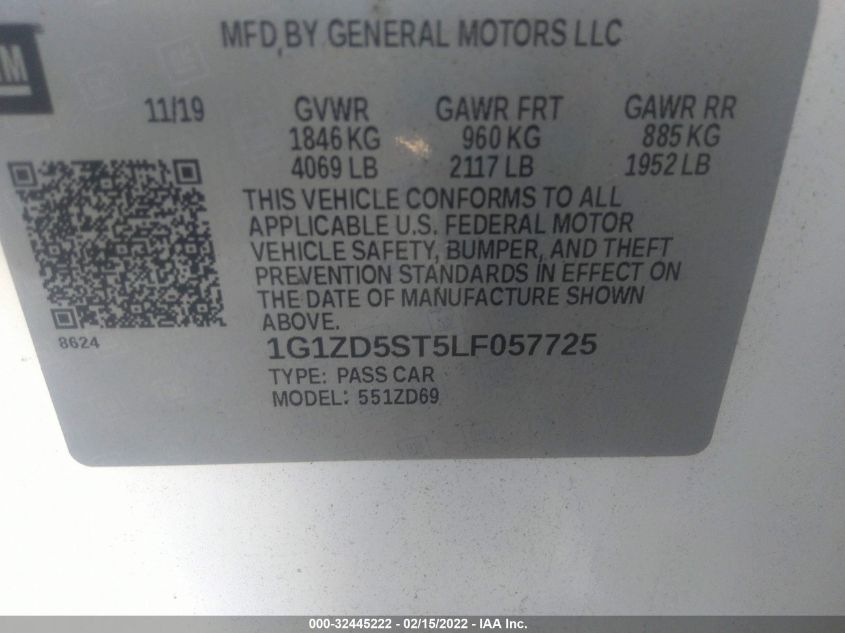 MFD. BY GENERAL MOTORS LLC
GM
11/19 GVWR GAWR FRT GAWR RR
1846 KG 960 KG 885 KG
4069 LB 2117 LB 1952 LB
THIS VEHICLE CONFORMS TO ALL
APPLICABLE U.S. FEDERAL MOTOR
VEHICLE SAFETY, BUMPER, AND THEFT
PREVENTION STANDARDS IN EFFECT ON
THE DATE OF MANUFACTURE SHOWN
ABOVE.
8624
1G1ZD5ST5LF057725
TYPE: PASS CAR
MODEL: 551ZD69
000-32445222 - 02/15/2022 - IAA Inc.